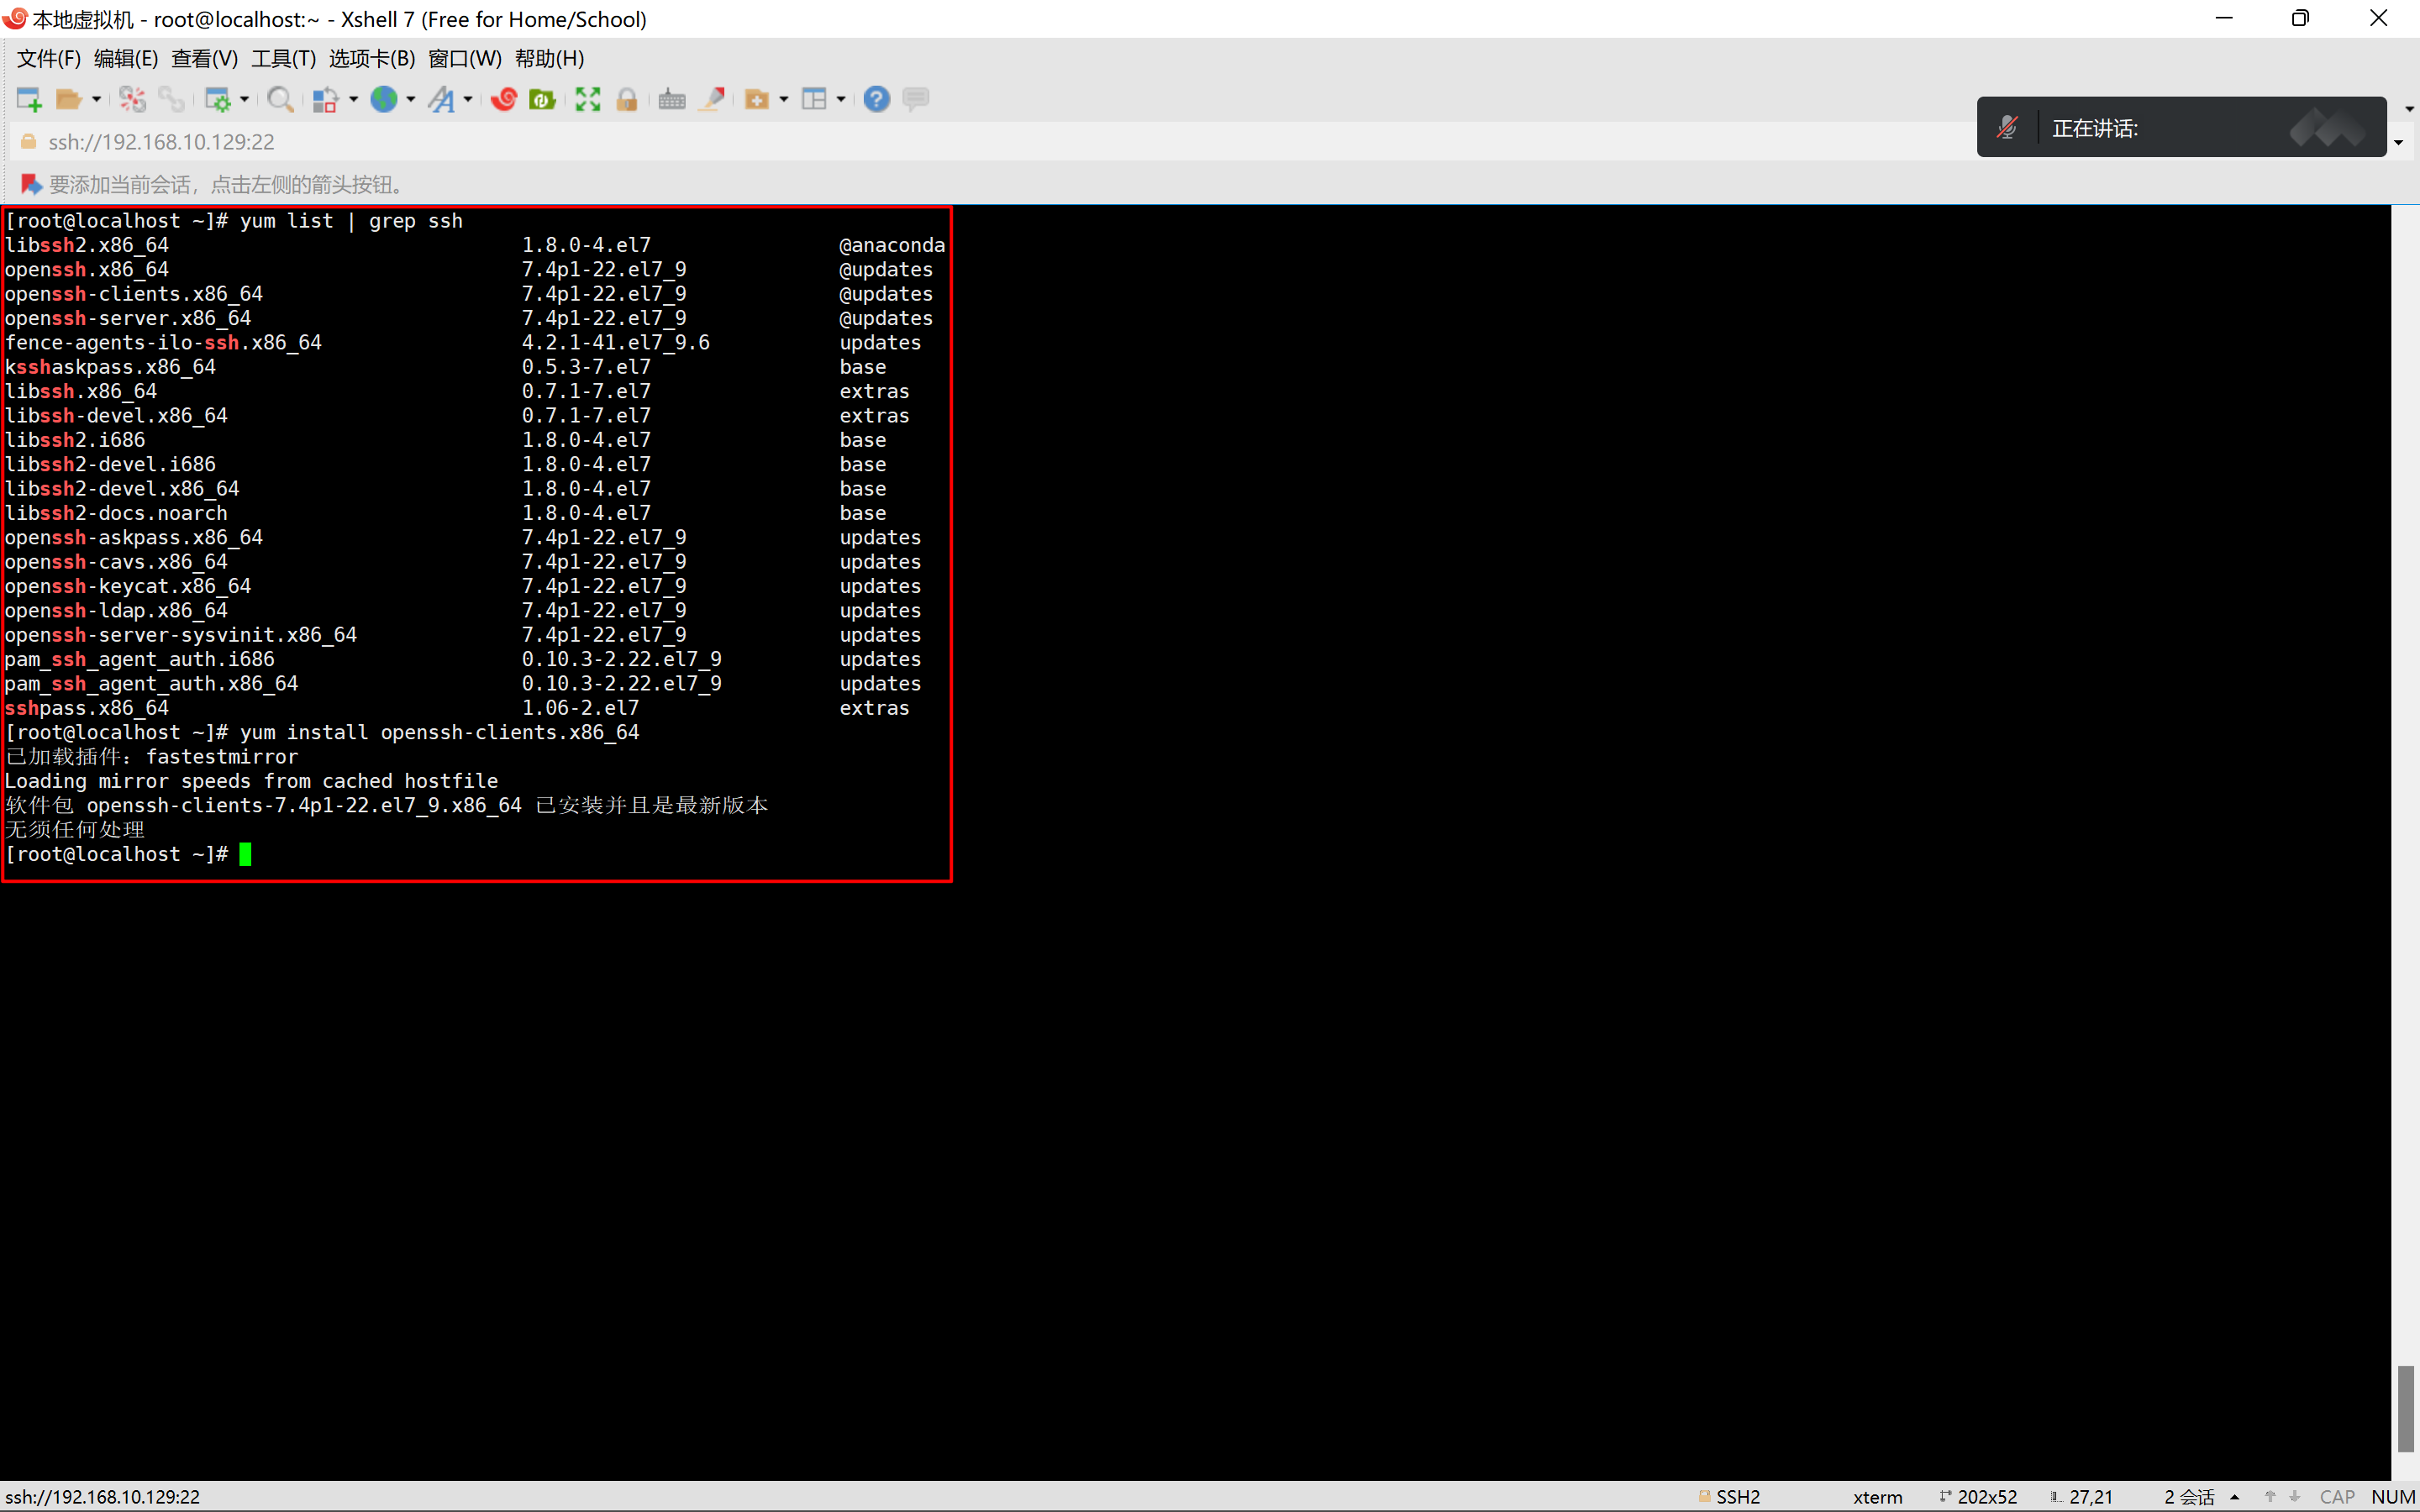 本地虚拟机 - root@localhost:~ - Xshell 7 (Free for Home/School)
文件(F) 编辑(E) 查看(V) 工具(T) 选项卡(B) 窗口(W) 帮助(H)
ssh://192.168.10.129:22
正在讲话:
要添加当前会话，点击左侧的箭头按钮。
[root@localhost ~]# yum list | grep ssh
libssh2.x86_64 1.8.0-4.el7 @anaconda
openssh.x86_64 7.4p1-22.el7_9 @updates
openssh-clients.x86_64 7.4p1-22.el7_9 @updates
openssh-server.x86_64 7.4p1-22.el7_9 @updates
fence-agents-ilo-ssh.x86_64 4.2.1-41.el7_9.6 updates
ksshaskpass.x86_64 0.5.3-7.el7 base
libssh.x86_64 0.7.1-7.el7 extras
libssh-devel.x86_64 0.7.1-7.el7 extras
libssh2.i686 1.8.0-4.el7 base
libssh2-devel.i686 1.8.0-4.el7 base
libssh2-devel.x86_64 1.8.0-4.el7 base
libssh2-docs.noarch 1.8.0-4.el7 base
openssh-askpass.x86_64 7.4p1-22.el7_9 updates
openssh-cavs.x86_64 7.4p1-22.el7_9 updates
openssh-keycat.x86_64 7.4p1-22.el7_9 updates
openssh-ldap.x86_64 7.4p1-22.el7_9 updates
openssh-server-sysvinit.x86_64 7.4p1-22.el7_9 updates
pam_ssh_agent_auth.i686 0.10.3-2.22.el7_9 updates
pam_ssh_agent_auth.x86_64 0.10.3-2.22.el7_9 updates
sshpass.x86_64 1.06-2.el7 extras
[root@localhost ~]# yum install openssh-clients.x86_64
已加载插件：fastestmirror
Loading mirror speeds from cached hostfile
软件包 openssh-clients-7.4p1-22.el7_9.x86_64 已安装并且是最新版本
无须任何处理
[root@localhost ~]#
ssh://192.168.10.129:22 SSH2 xterm 202x52 27,21 2 会话 CAP NUM